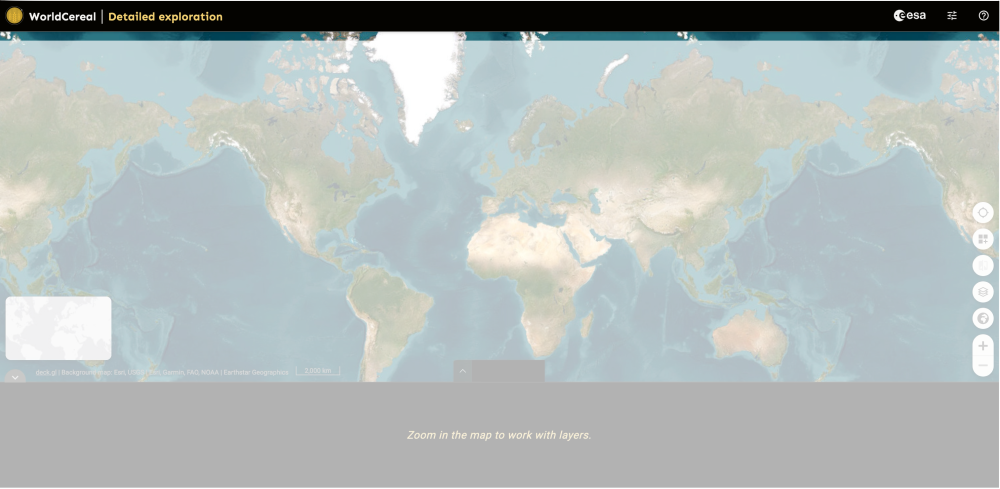 WorldCereal | Detailed exploration
esa
deck.gl | Background map: Esri, USGS | Esri, Garmin, FAO, NOAA | Earthstar Geographics
Zoom in the map to work with layers.